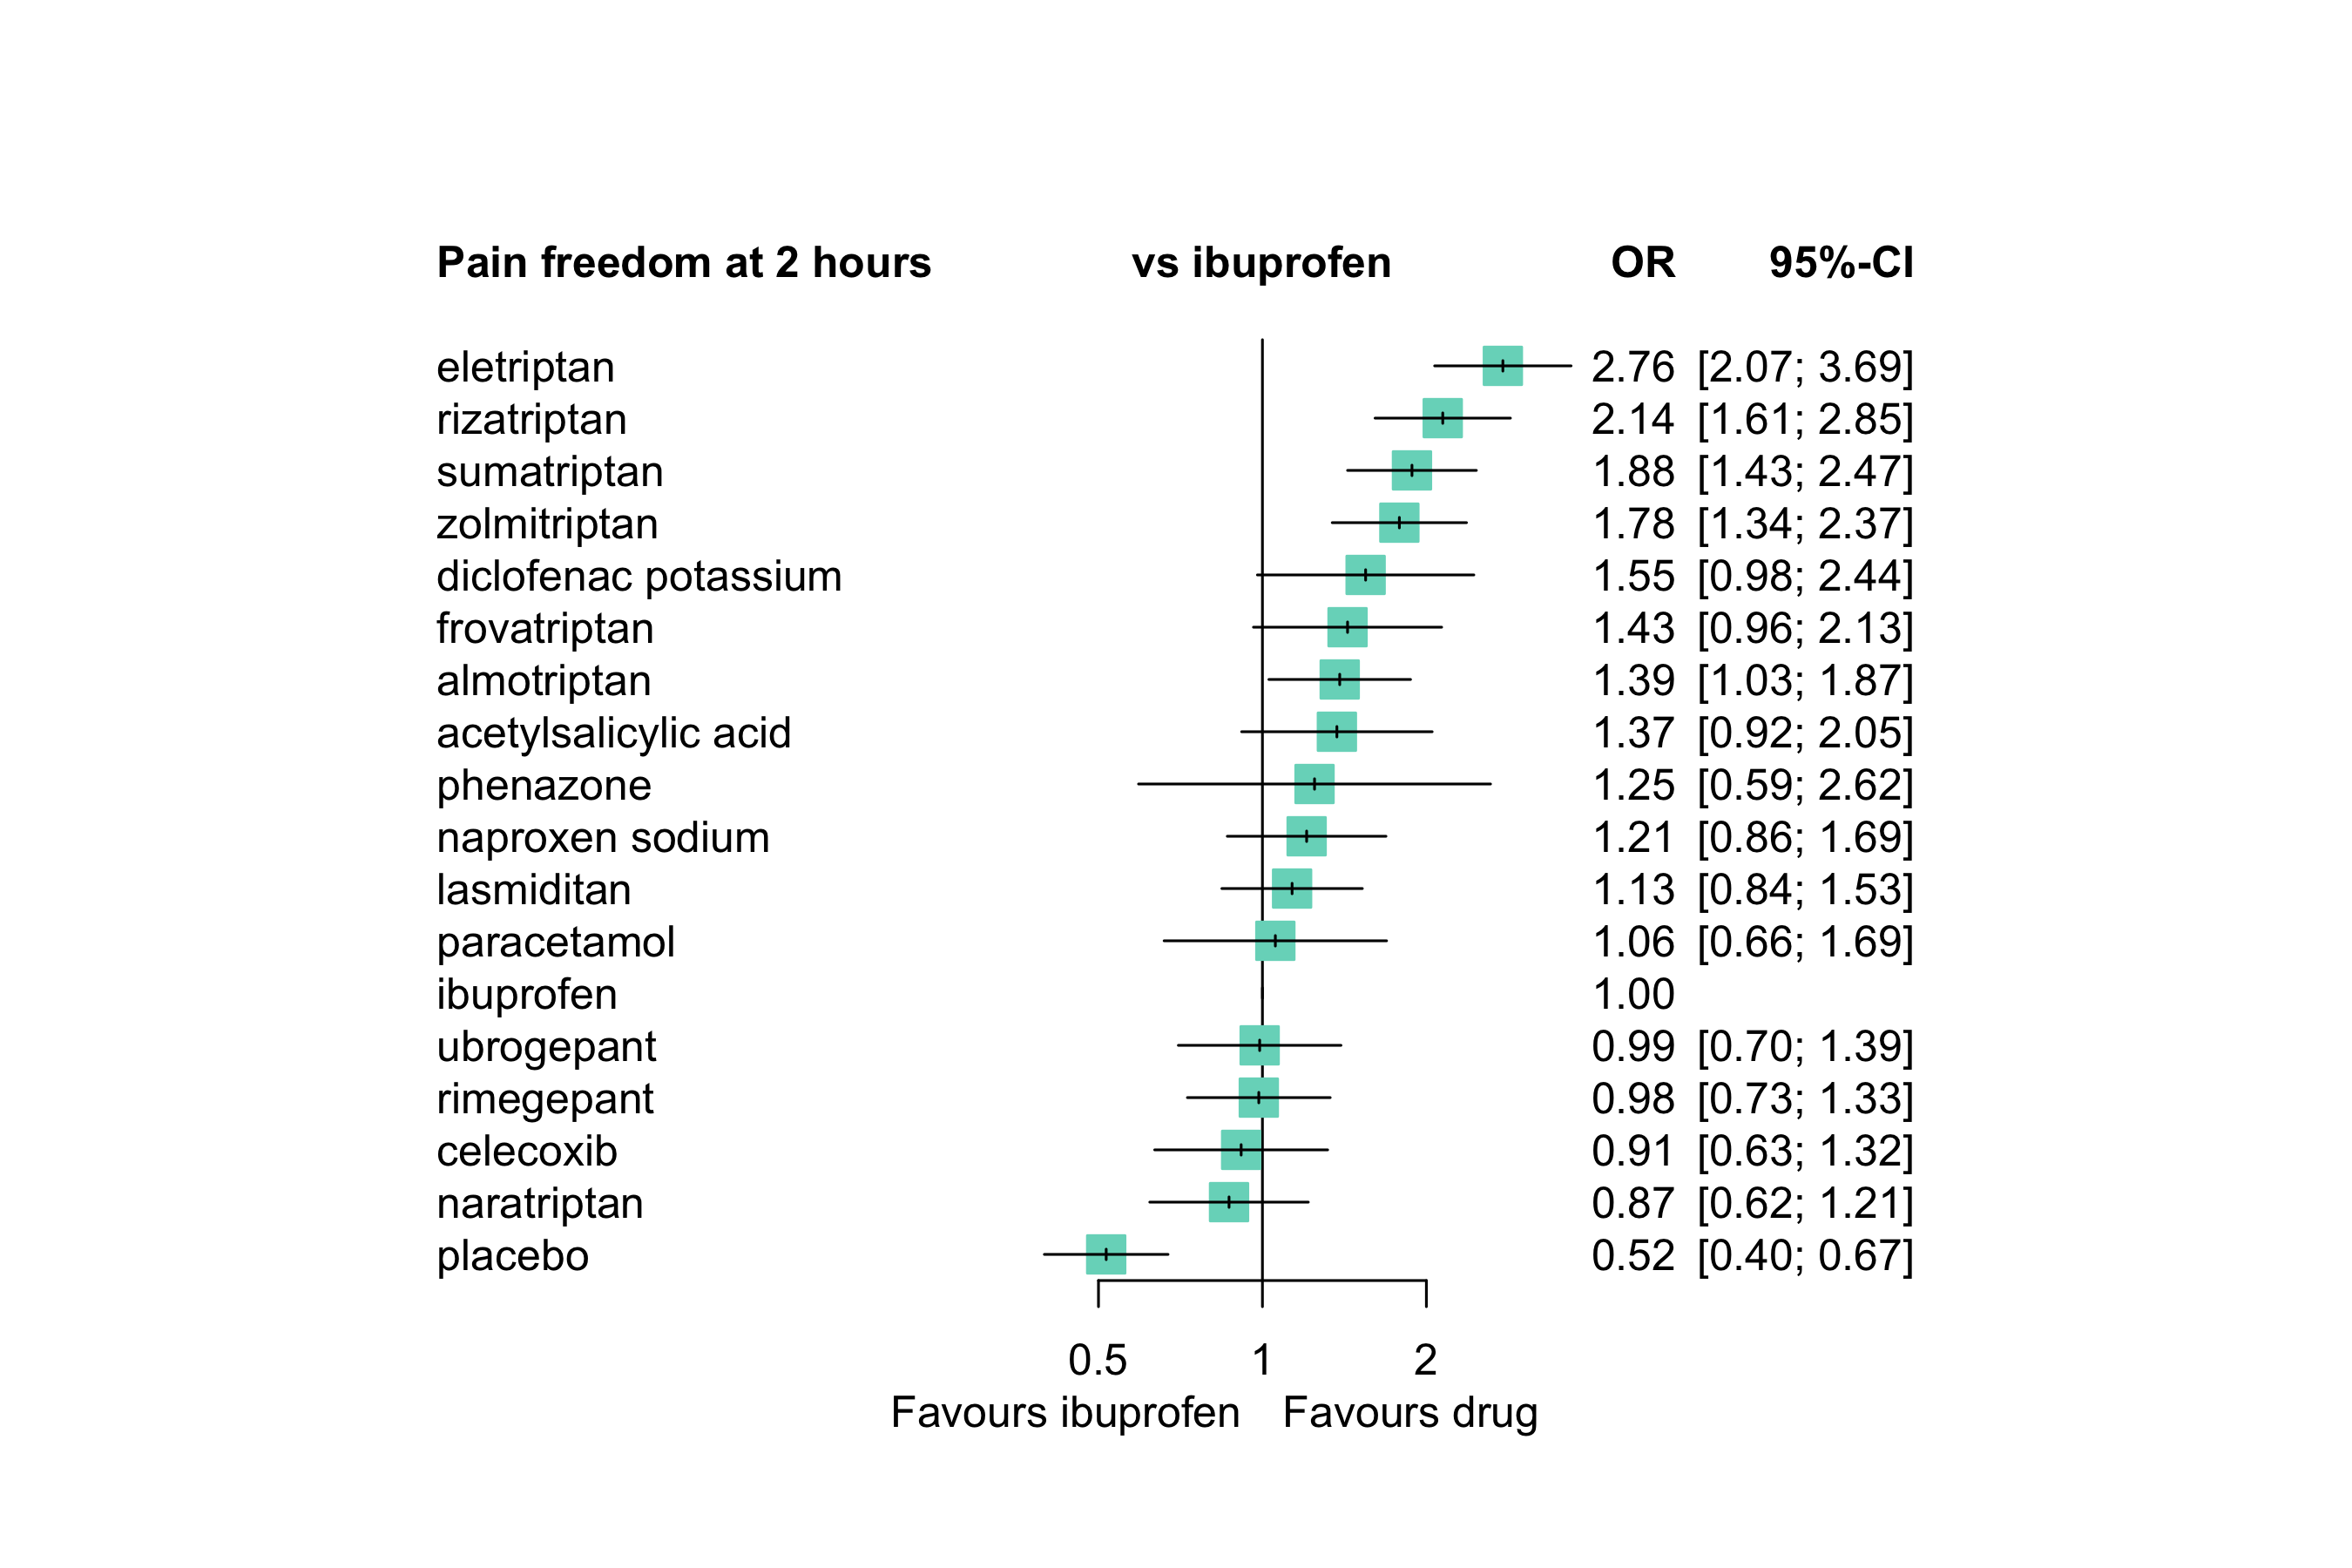 Pain freedom at 2 hours vs ibuprofen OR 95%-CI
eletriptan 2.76 [2.07; 3.69]
rizatriptan 2.14 [1.61; 2.85]
sumatriptan 1.88 [1.43; 2.47]
zolmitriptan 1.78 [1.34; 2.37]
diclofenac potassium 1.55 [0.98; 2.44]
frovatriptan 1.43 [0.96; 2.13]
almotriptan 1.39 [1.03; 1.87]
acetylsalicylic acid 1.37 [0.92; 2.05]
phenazone 1.25 [0.59; 2.62]
naproxen sodium 1.21 [0.86; 1.69]
lasmiditan 1.13 [0.84; 1.53]
paracetamol 1.06 [0.66; 1.69]
ibuprofen 1.00
ubrogepant 0.99 [0.70; 1.39]
rimegepant 0.98 [0.73; 1.33]
celecoxib 0.91 [0.63; 1.32]
naratriptan 0.87 [0.62; 1.21]
placebo 0.52 [0.40; 0.67]
0.5 1 2
Favours ibuprofen Favours drug